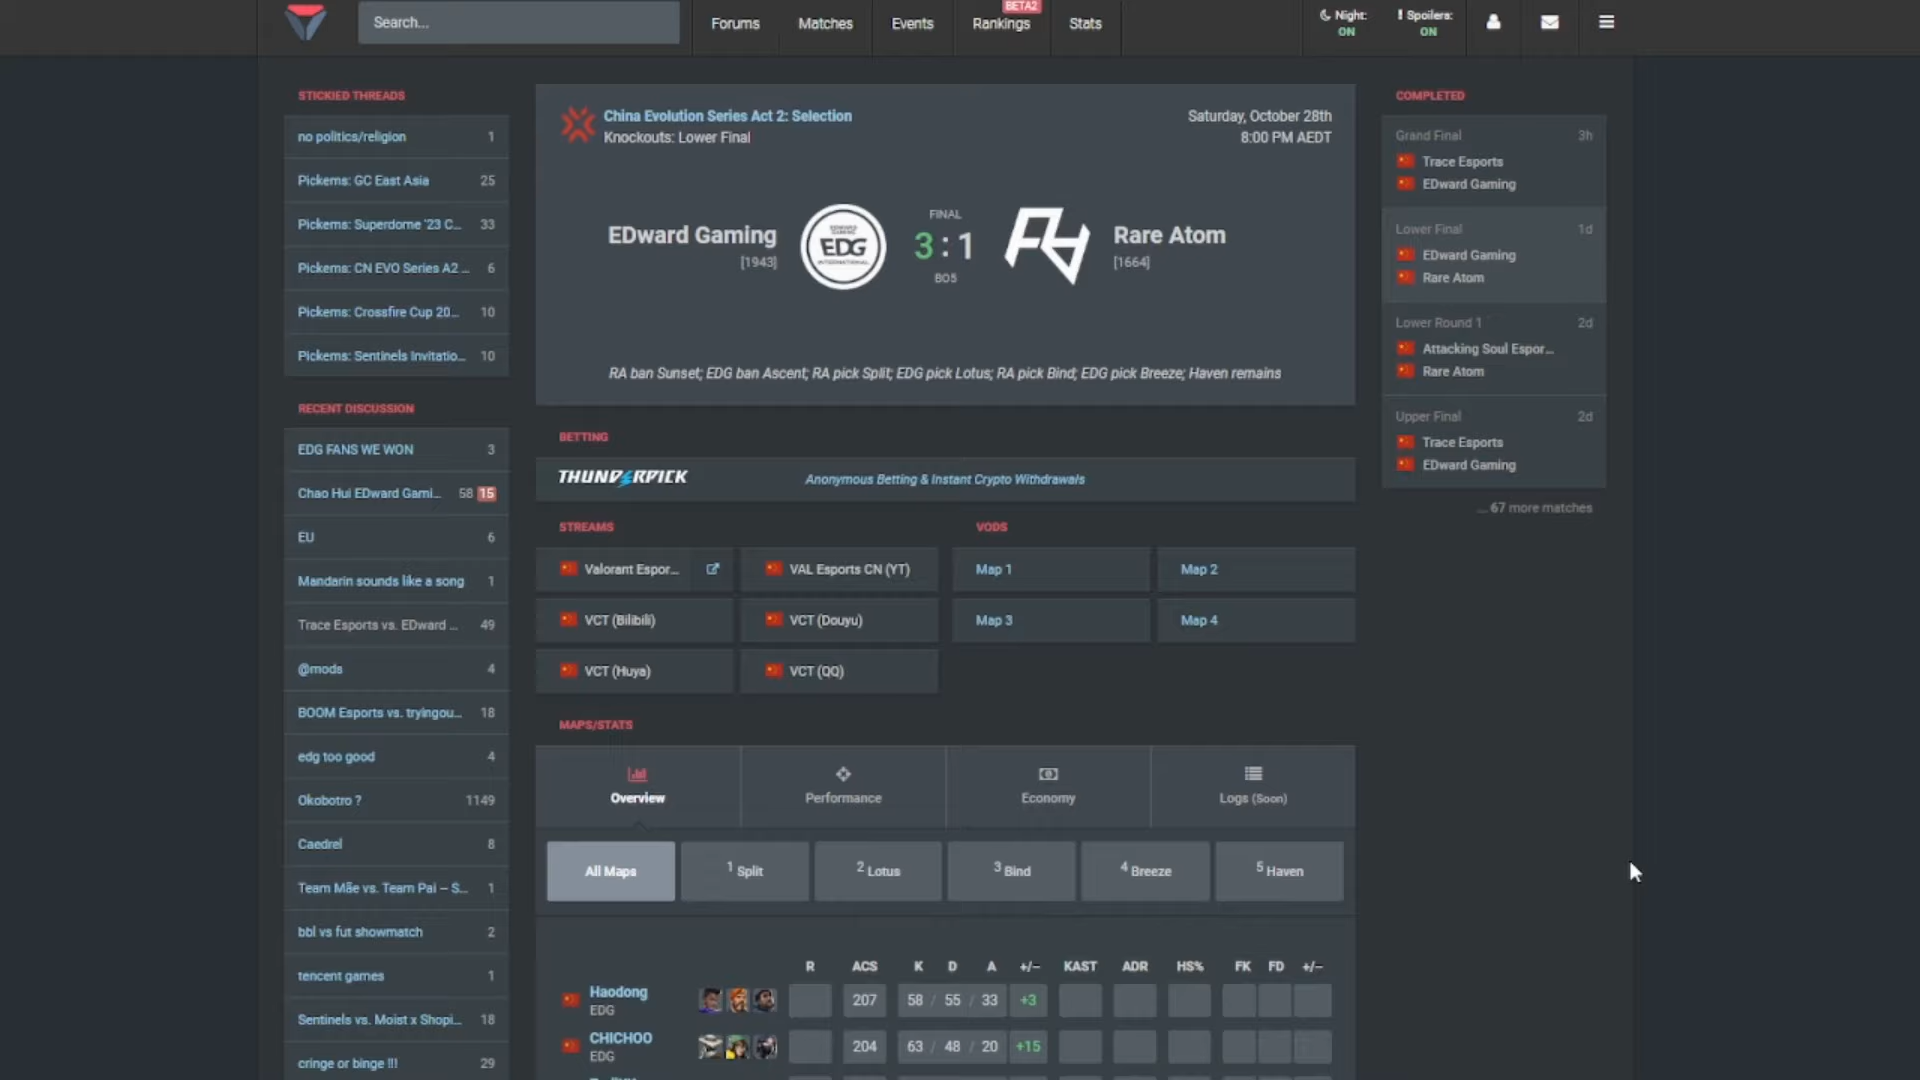 Search...
Forums
Matches
Events
BETA2
Rankings
Stats
Night:
ON
Spoilers:
ON
STICKIED THREADS
no politics/religion 1
Pickems: GC East Asia 25
Pickems: Superdome '23 C... 33
Pickems: CN EVO Series A2 ... 6
Pickems: Crossfire Cup 20... 10
Pickems: Sentinels Invitatio... 10
RECENT DISCUSSION
EDG FANS WE WON 3
Chao Hui EDward Gami... 58 15
EU 6
Mandarin sounds like a song 1
Trace Esports vs. EDward ... 49
@mods 4
BOOM Esports vs. tryingou... 18
edg too good 4
Okobotro ? 1149
Caedrel 8
Team Mãe vs. Team Pai – S... 1
bbl vs fut showmatch 2
tencent games 1
Sentinels vs. Moist x Shopi... 18
cringe or binge !!! 29
China Evolution Series Act 2: Selection
Knockouts: Lower Final
Saturday, October 28th
8:00 PM AEDT
EDward Gaming
[1943]
EDWARD GAMING
EDG
INTERNATIONAL
FINAL
3 : 1
BO5
Rare Atom
[1664]
RA ban Sunset; EDG ban Ascent; RA pick Split; EDG pick Lotus; RA pick Bind; EDG pick Breeze; Haven remains
BETTING
THUNDERPICK
Anonymous Betting & Instant Crypto Withdrawals
STREAMS
Valorant Espor...
VAL Esports CN (YT)
VCT (Bilibili)
VCT (Douyu)
VCT (Huya)
VCT (QQ)
VODS
Map 1
Map 2
Map 3
Map 4
MAPS/STATS
Overview
Performance
Economy
Logs (Soon)
All Maps
1 Split
2 Lotus
3 Bind
4 Breeze
5 Haven
R ACS K D A +/– KAST ADR HS% FK FD +/–
Haodong
EDG
207 58 / 55 / 33 +3
CHICHOO
EDG
204 63 / 48 / 20 +15
COMPLETED
Grand Final 3h
Trace Esports
EDward Gaming
Lower Final 1d
EDward Gaming
Rare Atom
Lower Round 1 2d
Attacking Soul Espor...
Rare Atom
Upper Final 2d
Trace Esports
EDward Gaming
... 67 more matches